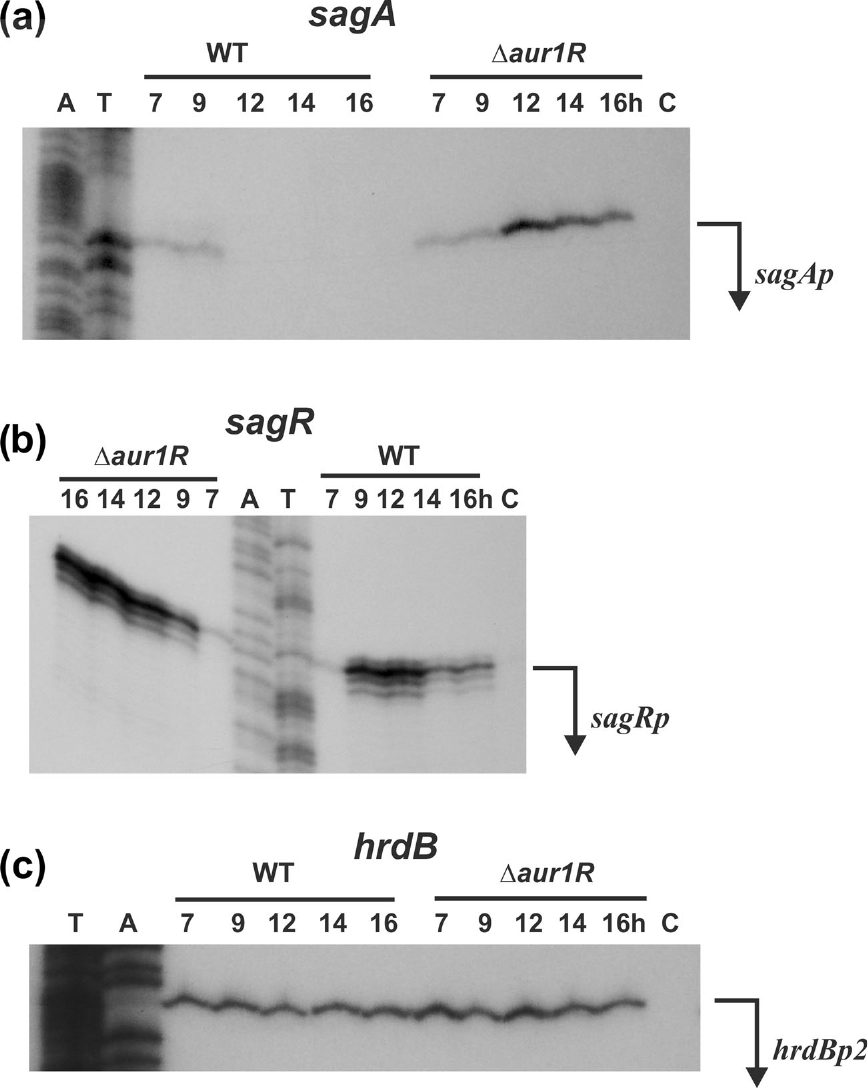 (a) sagA
WT Δaur1R
A T 7 9 12 14 16 7 9 12 14 16h C
sagAp
(b) sagR
Δaur1R WT
16 14 12 9 7 A T 7 9 12 14 16h C
sagRp
(c) hrdB
WT Δaur1R
T A 7 9 12 14 16 7 9 12 14 16h C
hrdBp2